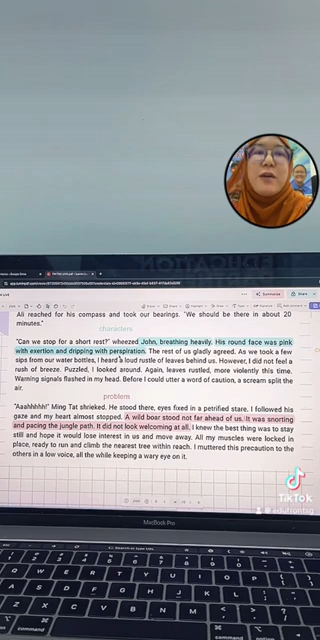 EDUCATION
Summarize
Share
Ali reached for his compass and took our bearings. "We should be there in about 20
minutes."
characters
"Can we stop for a short rest?" wheezed John, breathing heavily. His round face was pink
with exertion and dripping with perspiration. The rest of us gladly agreed. As we took a few
sips from our water bottles, I heard a loud rustle of leaves behind us. However, I did not feel a
rush of breeze. Puzzled, I looked around. Again, leaves rustled, more violently this time.
Warning signals flashed in my head. Before I could utter a word of caution, a scream split the
air.
problem
"Aaahhhhh!" Ming Tat shrieked. He stood there, eyes fixed in a petrified stare. I followed his
gaze and my heart almost stopped. A wild boar stood not far ahead of us. It was snorting
and pacing the jungle path. It did not look welcoming at all. I knew the best thing was to stay
still and hope it would lose interest in us and move away. All my muscles were locked in
place, ready to run and climb the nearest tree within reach. I muttered this precaution to the
others in a low voice, all the while keeping a wary eye on it.
TikTok
MacBook Pro
control
option
command
command
option